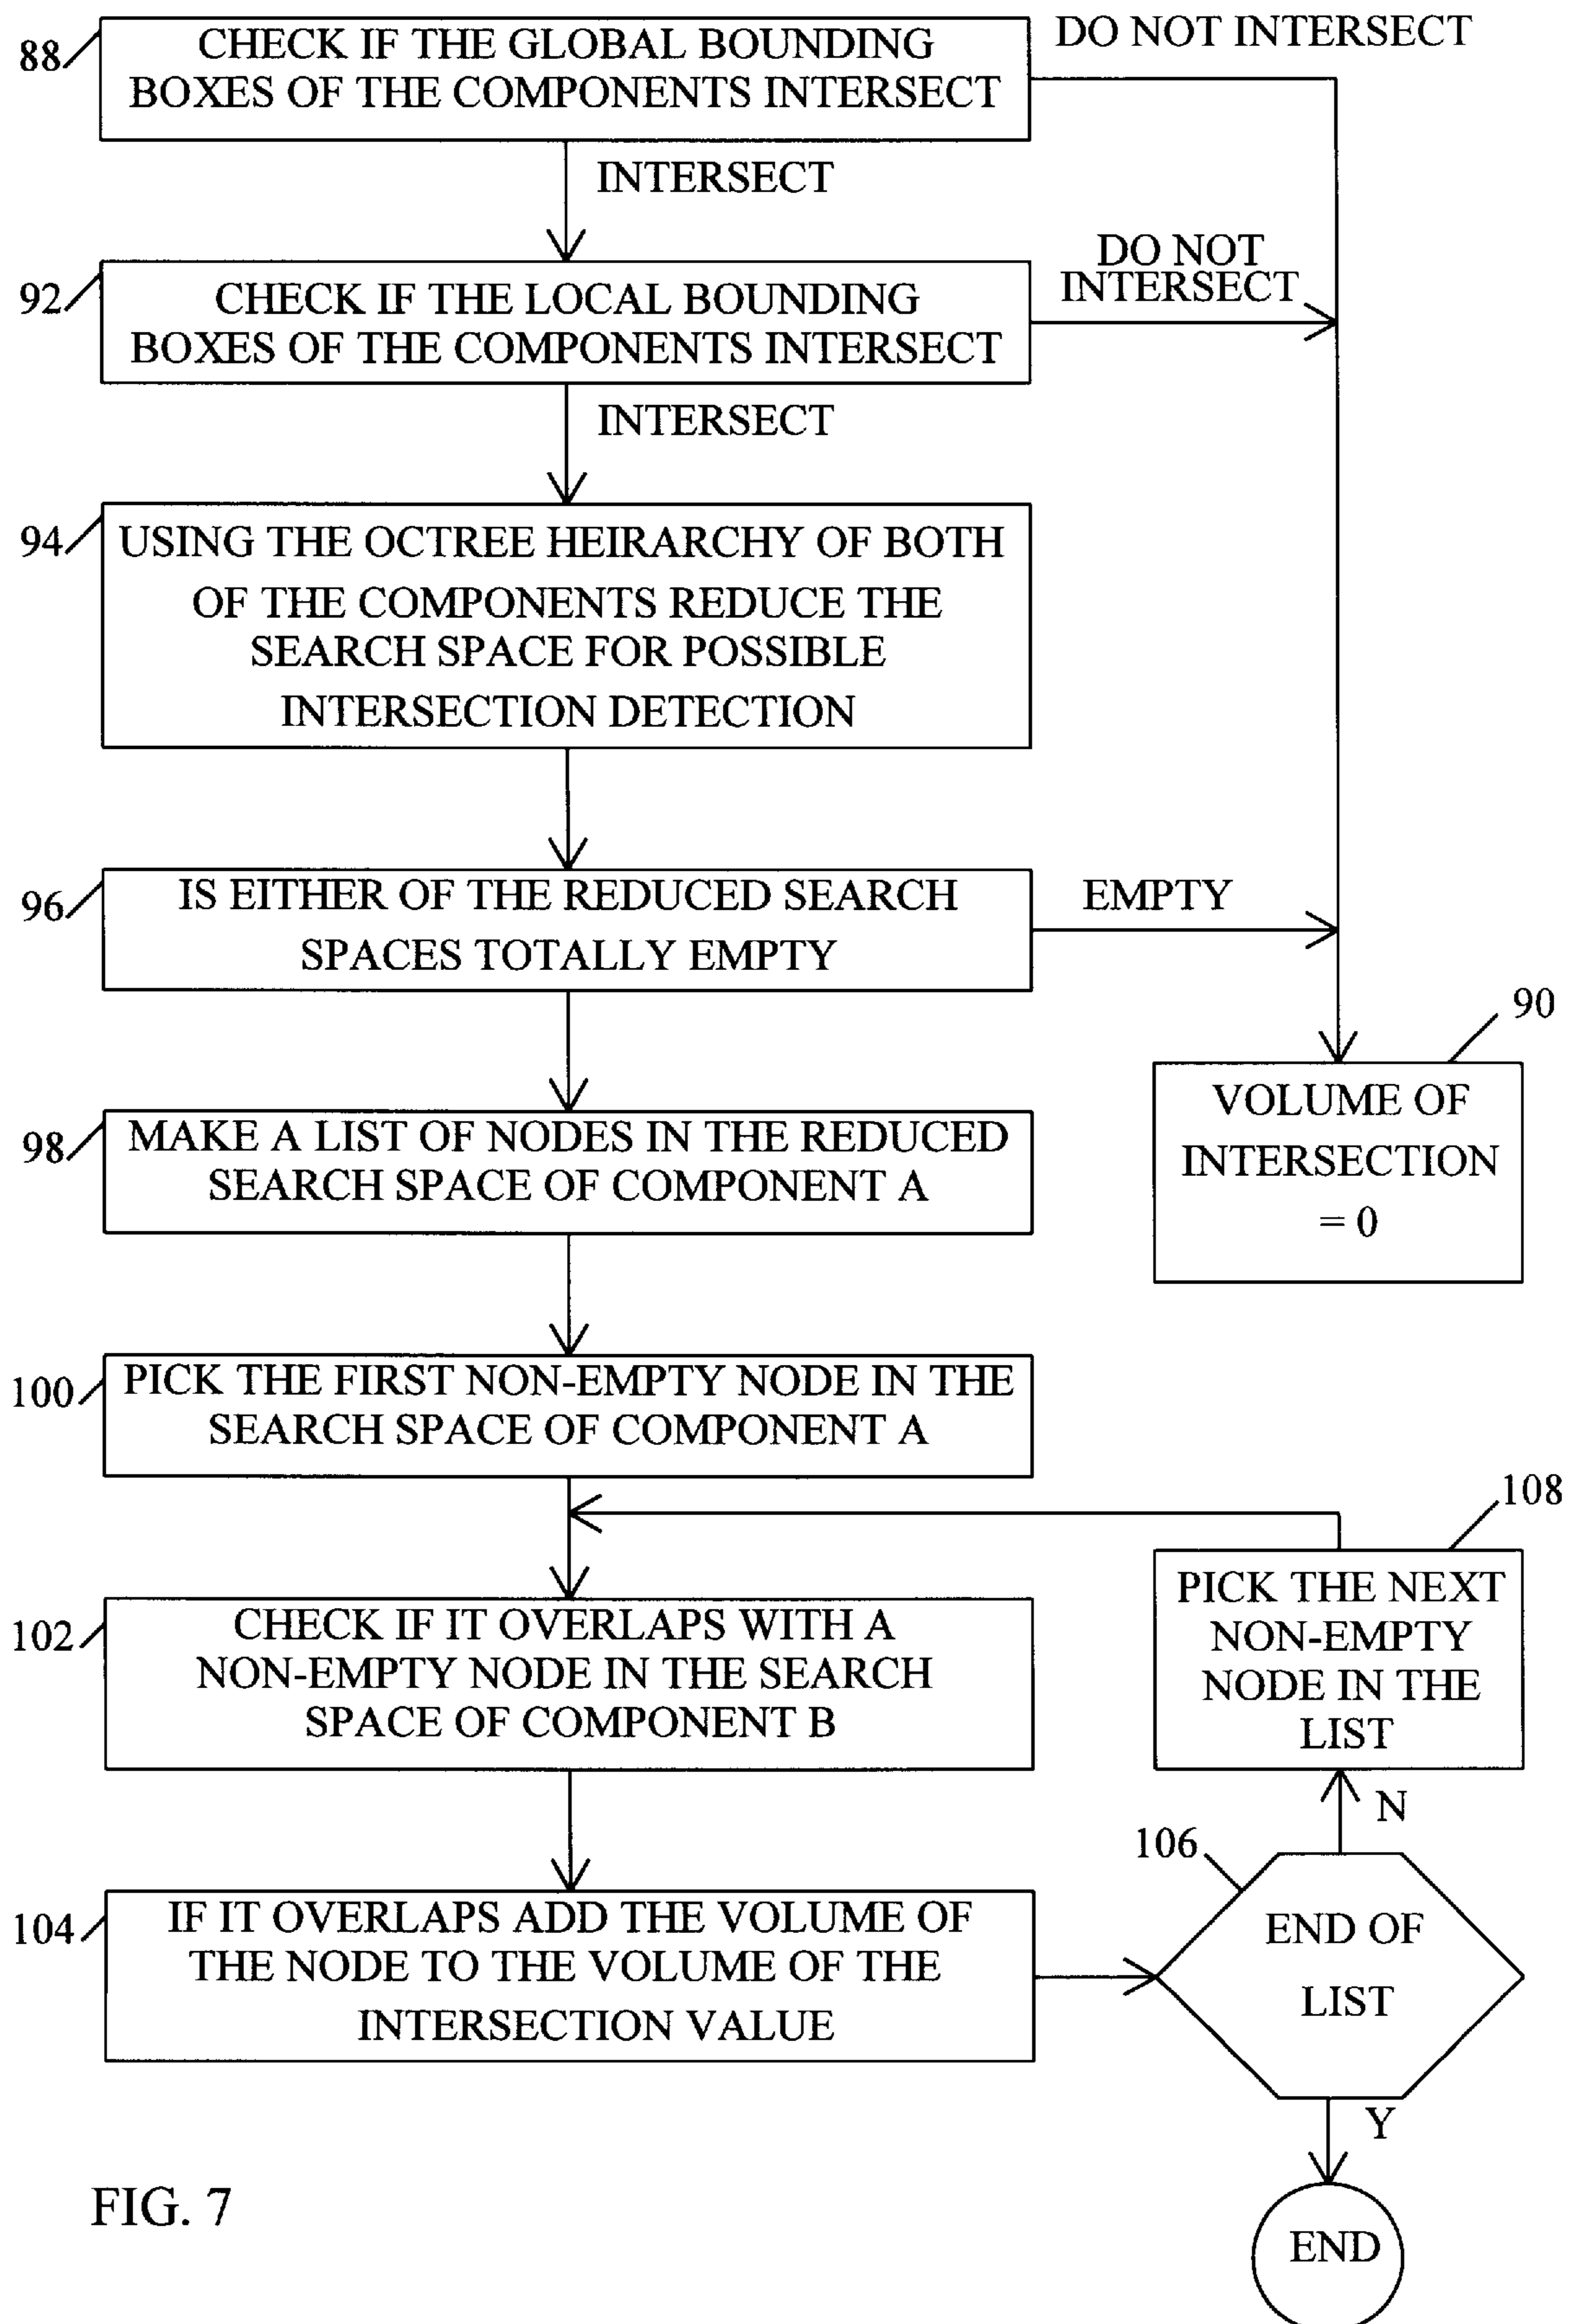 88
CHECK IF THE GLOBAL BOUNDING
BOXES OF THE COMPONENTS INTERSECT
DO NOT INTERSECT
INTERSECT
92
CHECK IF THE LOCAL BOUNDING
BOXES OF THE COMPONENTS INTERSECT
DO NOT
INTERSECT
INTERSECT
94
USING THE OCTREE HEIRARCHY OF BOTH
OF THE COMPONENTS REDUCE THE
SEARCH SPACE FOR POSSIBLE
INTERSECTION DETECTION
96
IS EITHER OF THE REDUCED SEARCH
SPACES TOTALLY EMPTY
EMPTY
90
VOLUME OF
INTERSECTION
= 0
98
MAKE A LIST OF NODES IN THE REDUCED
SEARCH SPACE OF COMPONENT A
100
PICK THE FIRST NON-EMPTY NODE IN THE
SEARCH SPACE OF COMPONENT A
108
PICK THE NEXT
NON-EMPTY
NODE IN THE
LIST
102
CHECK IF IT OVERLAPS WITH A
NON-EMPTY NODE IN THE SEARCH
SPACE OF COMPONENT B
N
106
104
IF IT OVERLAPS ADD THE VOLUME OF
THE NODE TO THE VOLUME OF THE
INTERSECTION VALUE
END OF
LIST
Y
END
FIG. 7